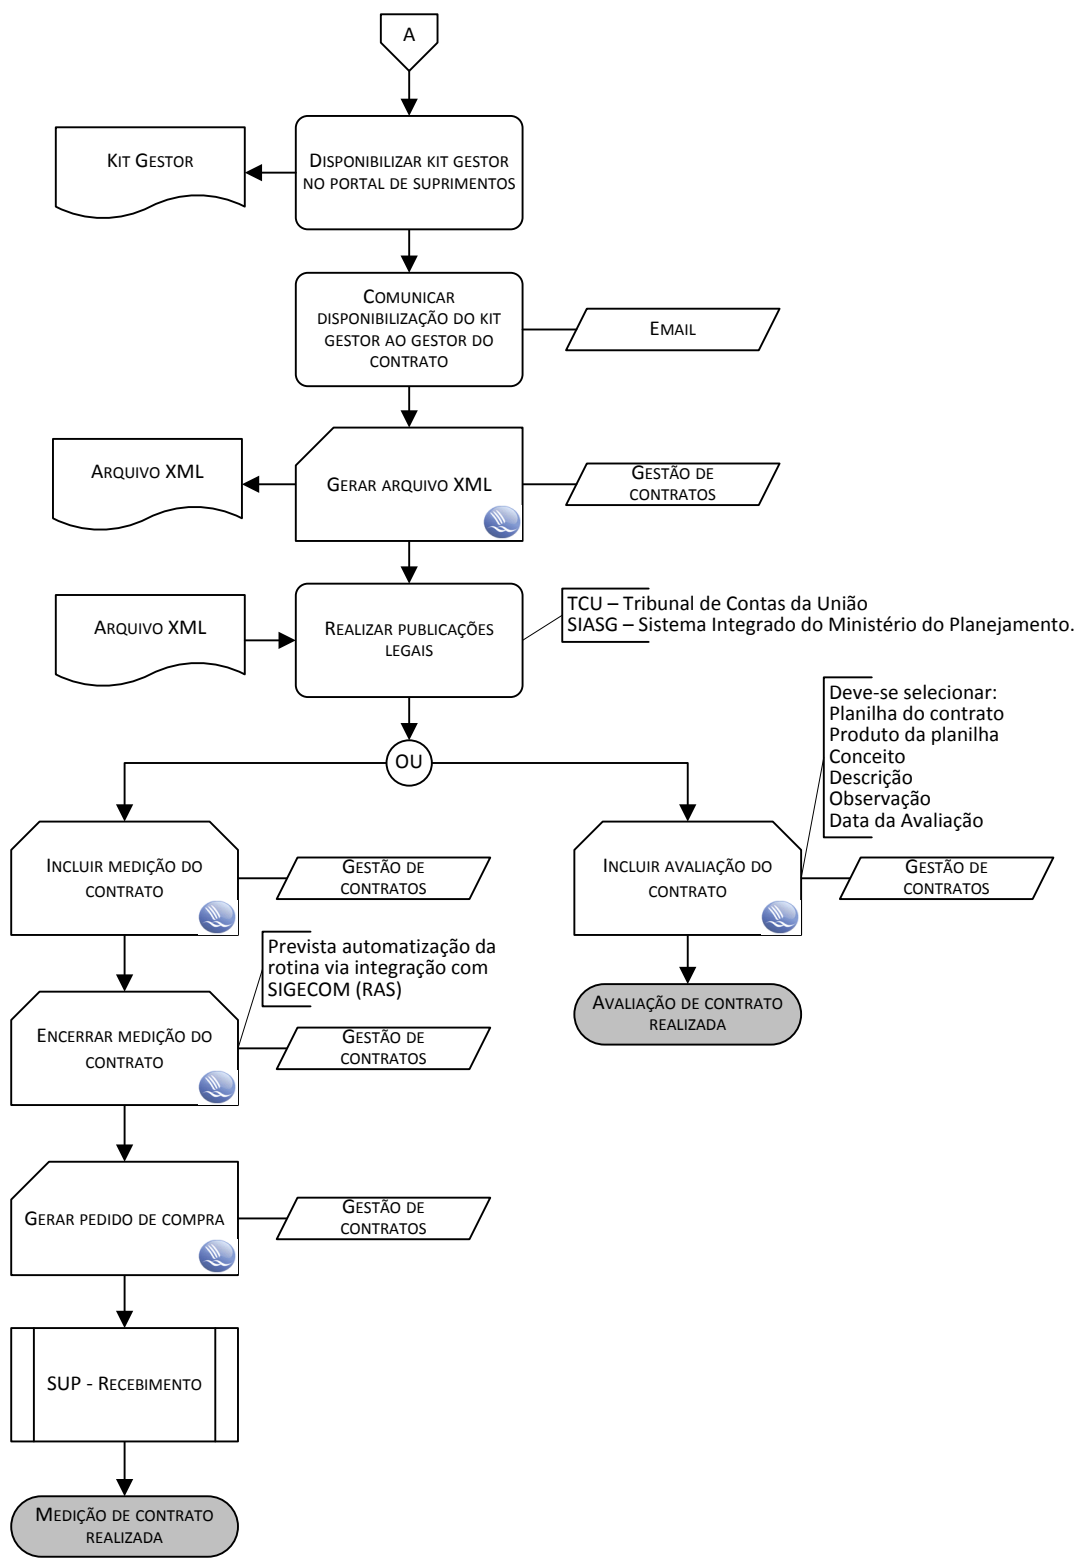 A
Kit Gestor
Disponibilizar kit gestor
no portal de suprimentos
Comunicar
disponibilização do kit
gestor ao gestor do
contrato
Email
Arquivo XML
Gerar arquivo XML
Gestão de
contratos
Arquivo XML
Realizar publicações
legais
TCU – Tribunal de Contas da União
SIASG – Sistema Integrado do Ministério do Planejamento.
OU
Deve-se selecionar:
Planilha do contrato
Produto da planilha
Conceito
Descrição
Observação
Data da Avaliação
Incluir medição do
contrato
Gestão de
contratos
Incluir avaliação do
contrato
Gestão de
contratos
Prevista automatização da
rotina via integração com
SIGECOM (RAS)
Encerrar medição do
contrato
Gestão de
contratos
Avaliação de contrato
realizada
Gerar pedido de compra
Gestão de
contratos
SUP - Recebimento
Medição de contrato
realizada